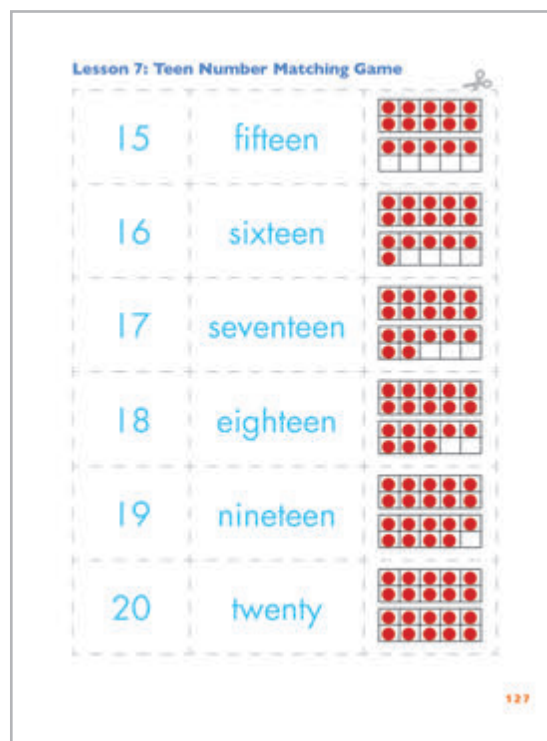 Lesson 7: Teen Number Matching Game
15 fifteen
16 sixteen
17 seventeen
18 eighteen
19 nineteen
20 twenty
127